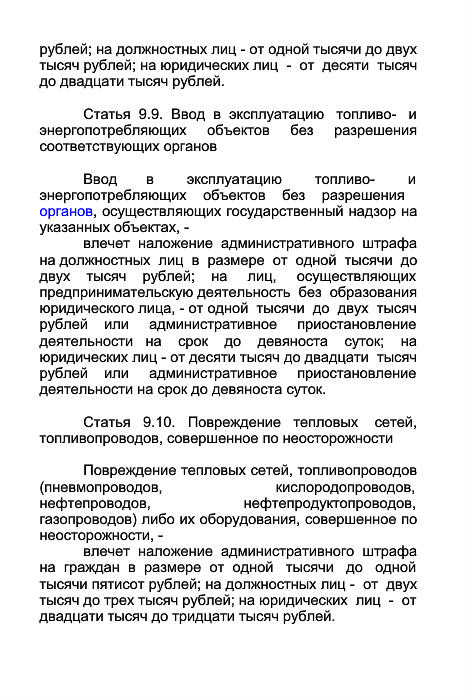 рублей; на должностных лиц - от одной тысячи до двух
тысяч рублей; на юридических лиц - от десяти тысяч
до двадцати тысяч рублей.
Статья 9.9. Ввод в эксплуатацию топливо- и
энергопотребляющих объектов без разрешения
соответствующих органов
Ввод в эксплуатацию топливо- и
энергопотребляющих объектов без разрешения
органов, осуществляющих государственный надзор на
указанных объектах, -
влечет наложение административного штрафа
на должностных лиц в размере от одной тысячи до
двух тысяч рублей; на лиц, осуществляющих
предпринимательскую деятельность без образования
юридического лица, - от одной тысячи до двух тысяч
рублей или административное приостановление
деятельности на срок до девяноста суток; на
юридических лиц - от десяти тысяч до двадцати тысяч
рублей или административное приостановление
деятельности на срок до девяноста суток.
Статья 9.10. Повреждение тепловых сетей,
топливопроводов, совершенное по неосторожности
Повреждение тепловых сетей, топливопроводов
(пневмопроводов, кислородопроводов,
нефтепроводов, нефтепродуктопроводов,
газопроводов) либо их оборудования, совершенное по
неосторожности, -
влечет наложение административного штрафа
на граждан в размере от одной тысячи до одной
тысячи пятисот рублей; на должностных лиц - от двух
тысяч до трех тысяч рублей; на юридических лиц - от
двадцати тысяч до тридцати тысяч рублей.